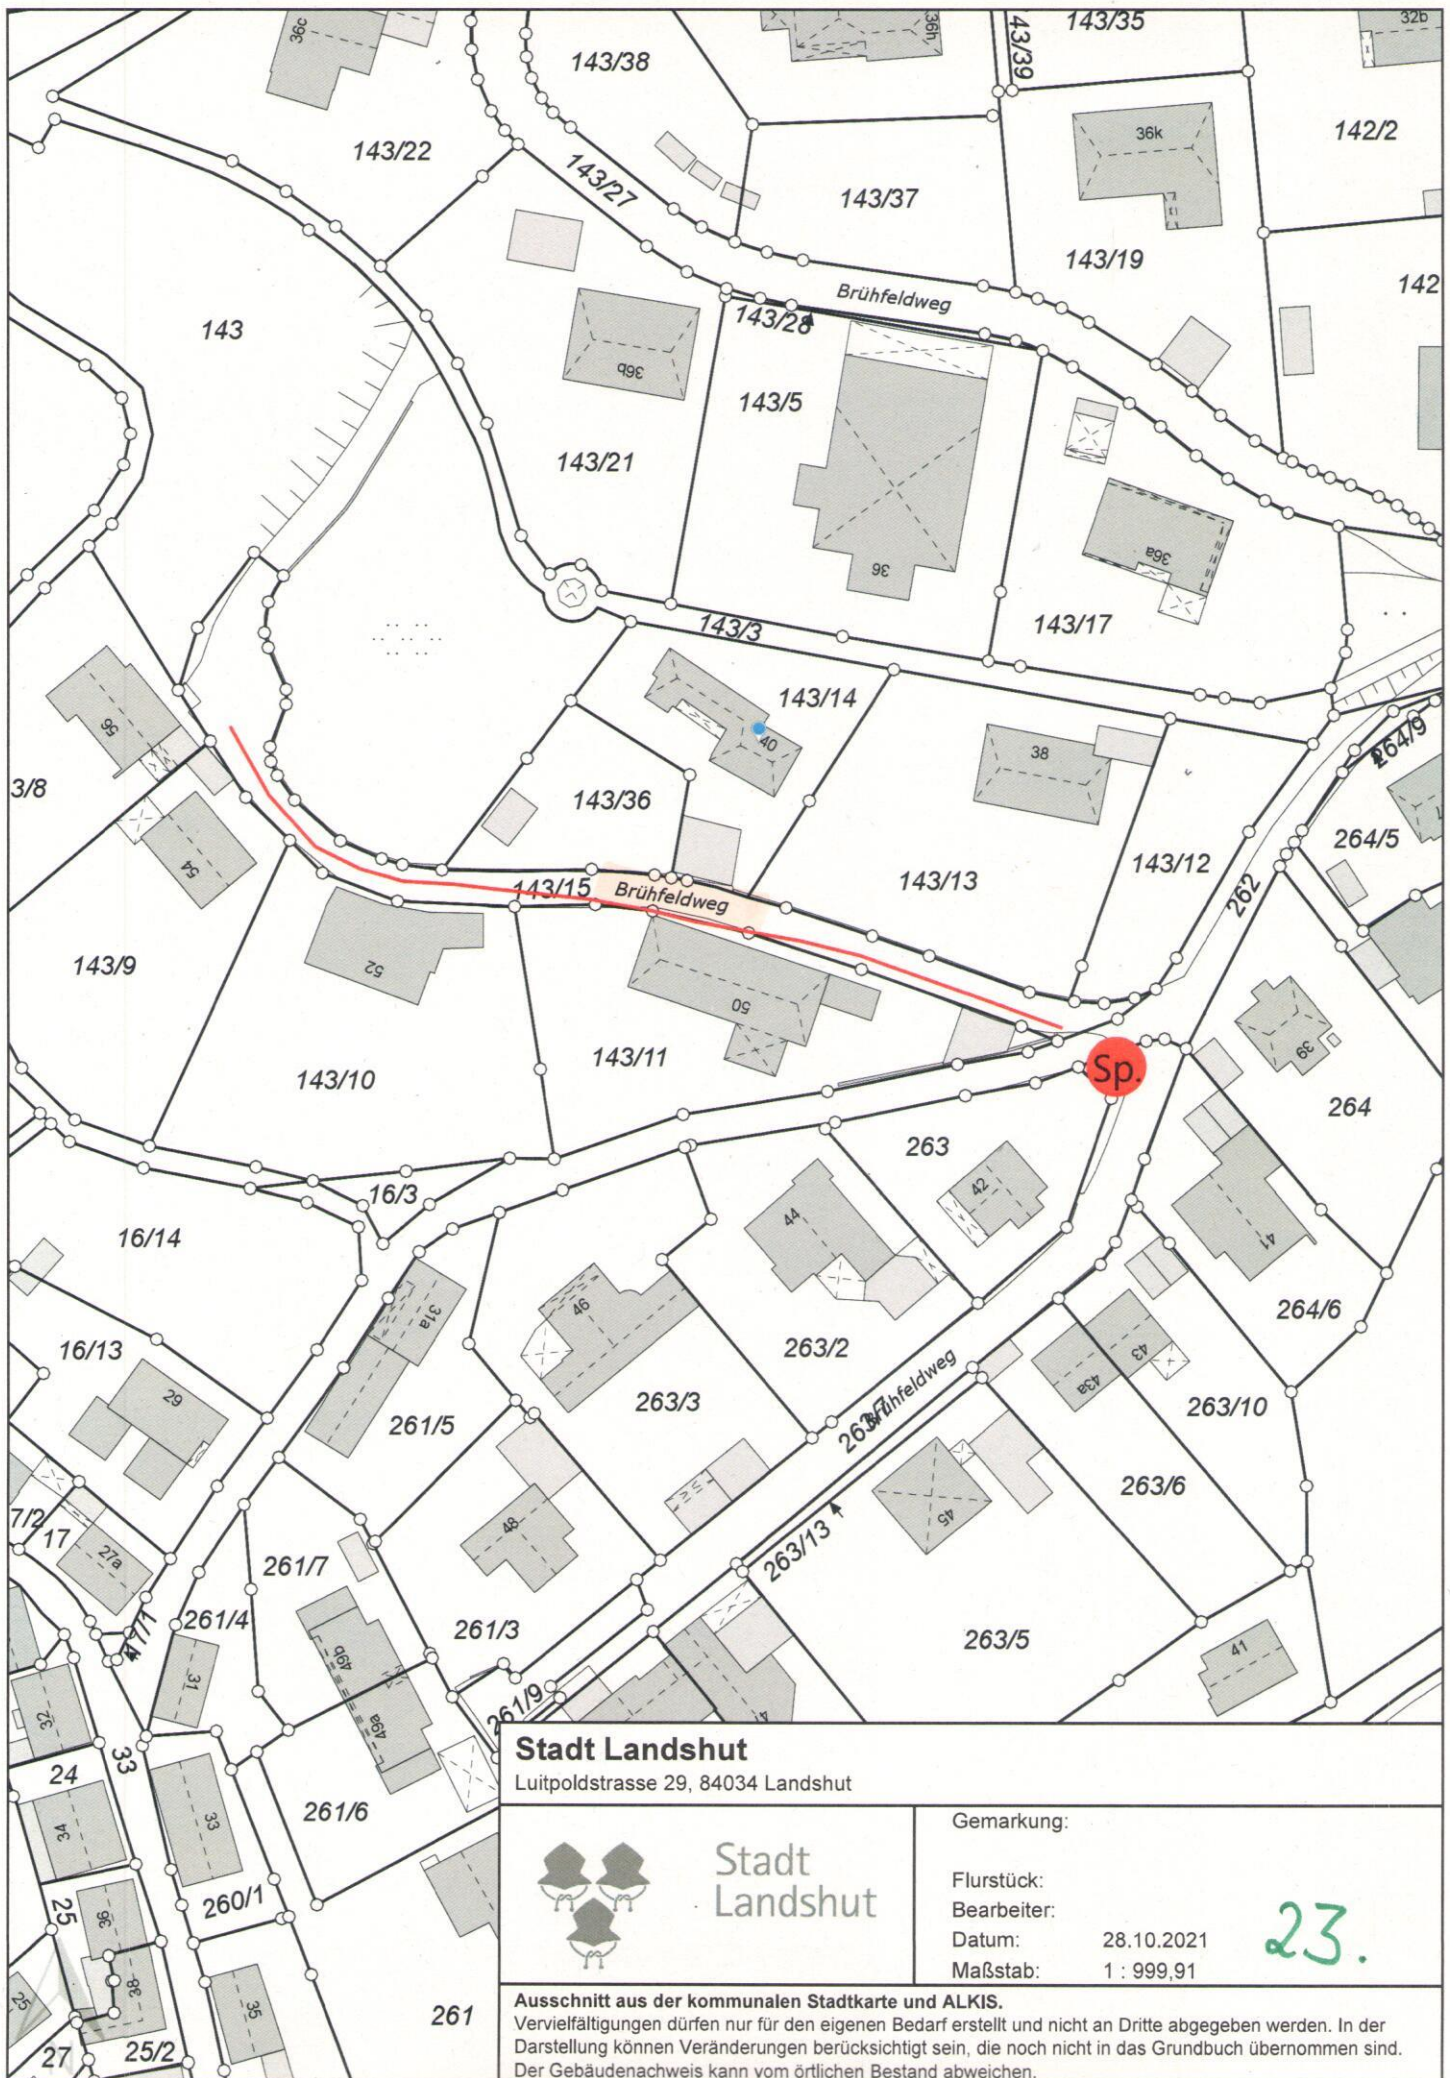 36c
143/38
36h
143/39
143/35
32b
143/22
36k
142/2
143/27
143/37
143/19
142
Brühfeldweg
143
143/28
36b
143/5
143/21
36
36a
143/3
143/17
143/14
40
38
264/9
56
3/8
143/36
264/5
54
143/15
Brühfeldweg
143/13
143/12
262
143/9
52
50
39
143/10
143/11
Sp.
264
263
42
16/3
44
41
16/14
31a
46
264/6
16/13
263/2
43
43a
29
261/5
263/3
Brühfeldweg
263/7
263/10
7/2
17
48
45
263/6
27a
261/7
263/13
261/4
49b
261/3
263/5
31
41
32
49a
261/9
33
24
34
33
261/6
25
36
260/1
38
25
35
261
27
25/2
Stadt Landshut
Luitpoldstrasse 29, 84034 Landshut
Stadt
Landshut
Gemarkung:
Flurstück:
Bearbeiter:
Datum: 28.10.2021
Maßstab: 1 : 999,91
23.
Ausschnitt aus der kommunalen Stadtkarte und ALKIS.
Vervielfältigungen dürfen nur für den eigenen Bedarf erstellt und nicht an Dritte abgegeben werden. In der
Darstellung können Veränderungen berücksichtigt sein, die noch nicht in das Grundbuch übernommen sind.
Der Gebäudenachweis kann vom örtlichen Bestand abweichen.